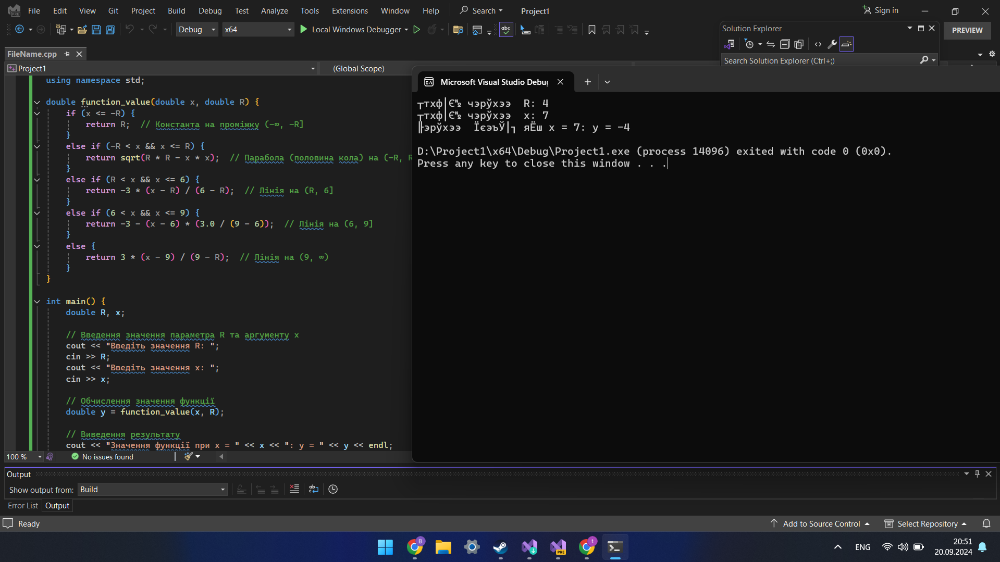 File Edit View Git Project Build Debug Test Analyze Tools Extensions Window Help Search Project1 Sign in
Debug x64 Local Windows Debugger
Solution Explorer
PREVIEW
Search Solution Explorer (Ctrl+;)
FileName.cpp
Project1 (Global Scope)
using namespace std;
double function_value(double x, double R) {
if (x <= -R) {
return R; // Константа на проміжку (-∞, -R]
}
else if (-R < x && x <= R) {
return sqrt(R * R - x * x); // Парабола (половина кола) на (-R, R
}
else if (R < x && x <= 6) {
return -3 * (x - R) / (6 - R); // Лінія на (R, 6]
}
else if (6 < x && x <= 9) {
return -3 - (x - 6) * (3.0 / (9 - 6)); // Лінія на (6, 9]
}
else {
return 3 * (x - 9) / (9 - R); // Лінія на (9, ∞)
}
}
int main() {
double R, x;
// Введення значення параметра R та аргументу x
cout << "Введіть значення R: ";
cin >> R;
cout << "Введіть значення x: ";
cin >> x;
// Обчислення значення функції
double y = function_value(x, R);
// Виведення результату
cout << "Значення функції при x = " << x << ": y = " << y << endl;
Microsoft Visual Studio Debug
┬тхф│Є№ чэрўхээ  R: 4
┬тхф│Є№ чэрўхээ  x: 7
╟эрўхээ  ЇєэъЎ│┐ яЁш x = 7: y = -4
D:\Project1\x64\Debug\Project1.exe (process 14096) exited with code 0 (0x0).
Press any key to close this window . . .
100 % No issues found
Output
Show output from: Build
Error List Output
Ready Add to Source Control Select Repository
B PRE t
ENG 20:51
20.09.2024